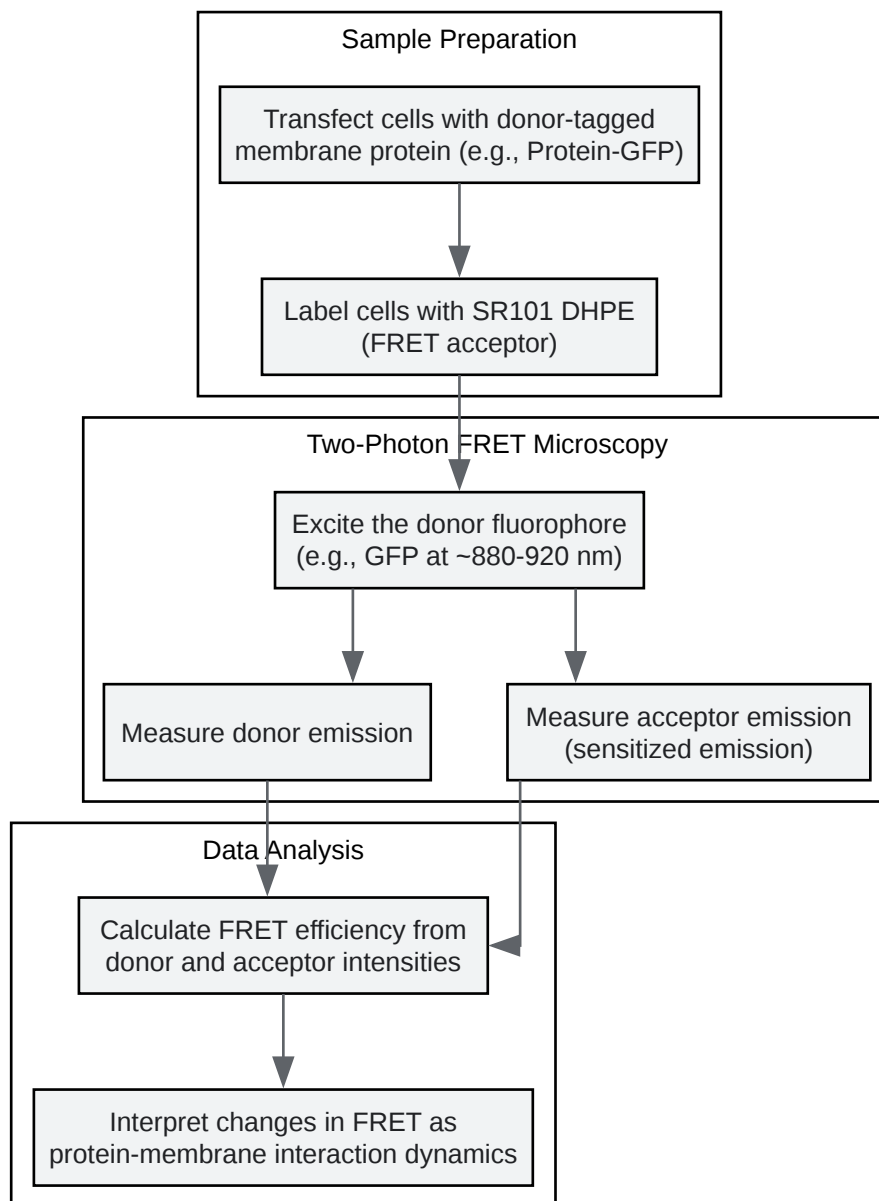 Sample Preparation
Transfect cells with donor-tagged
membrane protein (e.g., Protein-GFP)
Label cells with SR101 DHPE
(FRET acceptor)
Two-Photon FRET Microscopy
Excite the donor fluorophore
(e.g., GFP at ~880-920 nm)
Measure donor emission
Measure acceptor emission
(sensitized emission)
Data Analysis
Calculate FRET efficiency from
donor and acceptor intensities
Interpret changes in FRET as
protein-membrane interaction dynamics